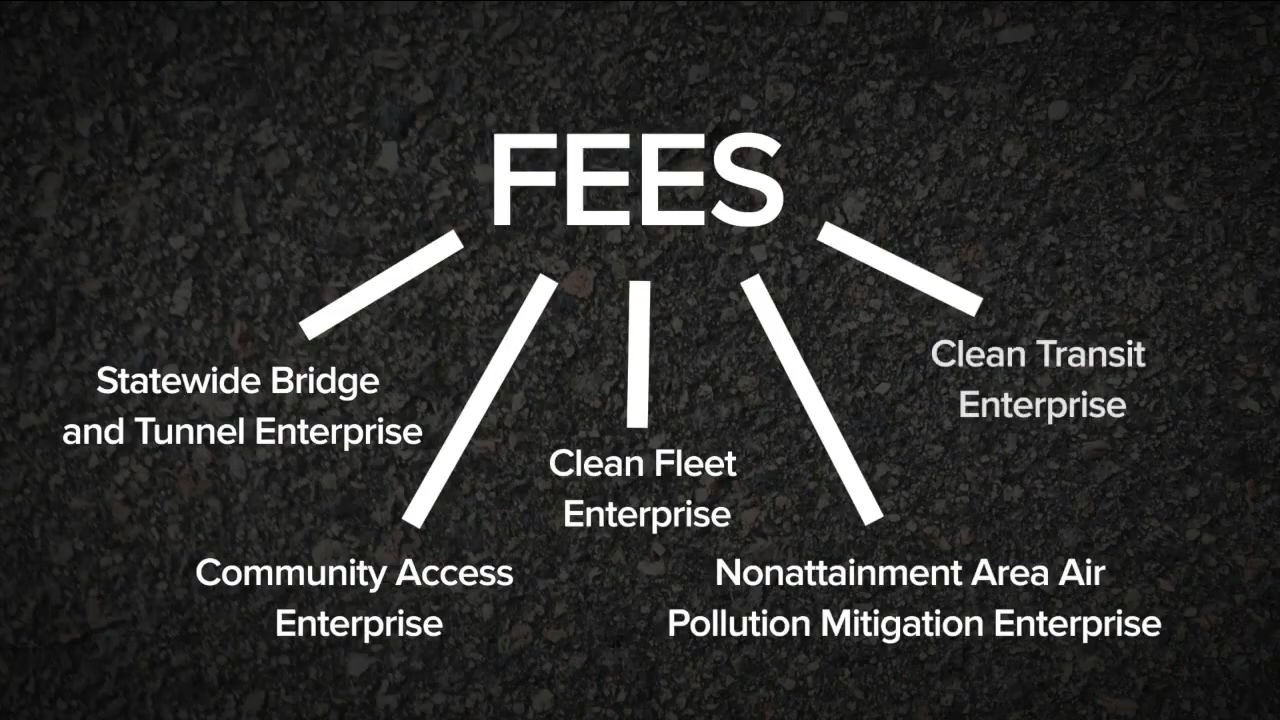 FEES
Statewide Bridge
and Tunnel Enterprise
Community Access
Enterprise
Clean Fleet
Enterprise
Nonattainment Area Air
Pollution Mitigation Enterprise
Clean Transit
Enterprise